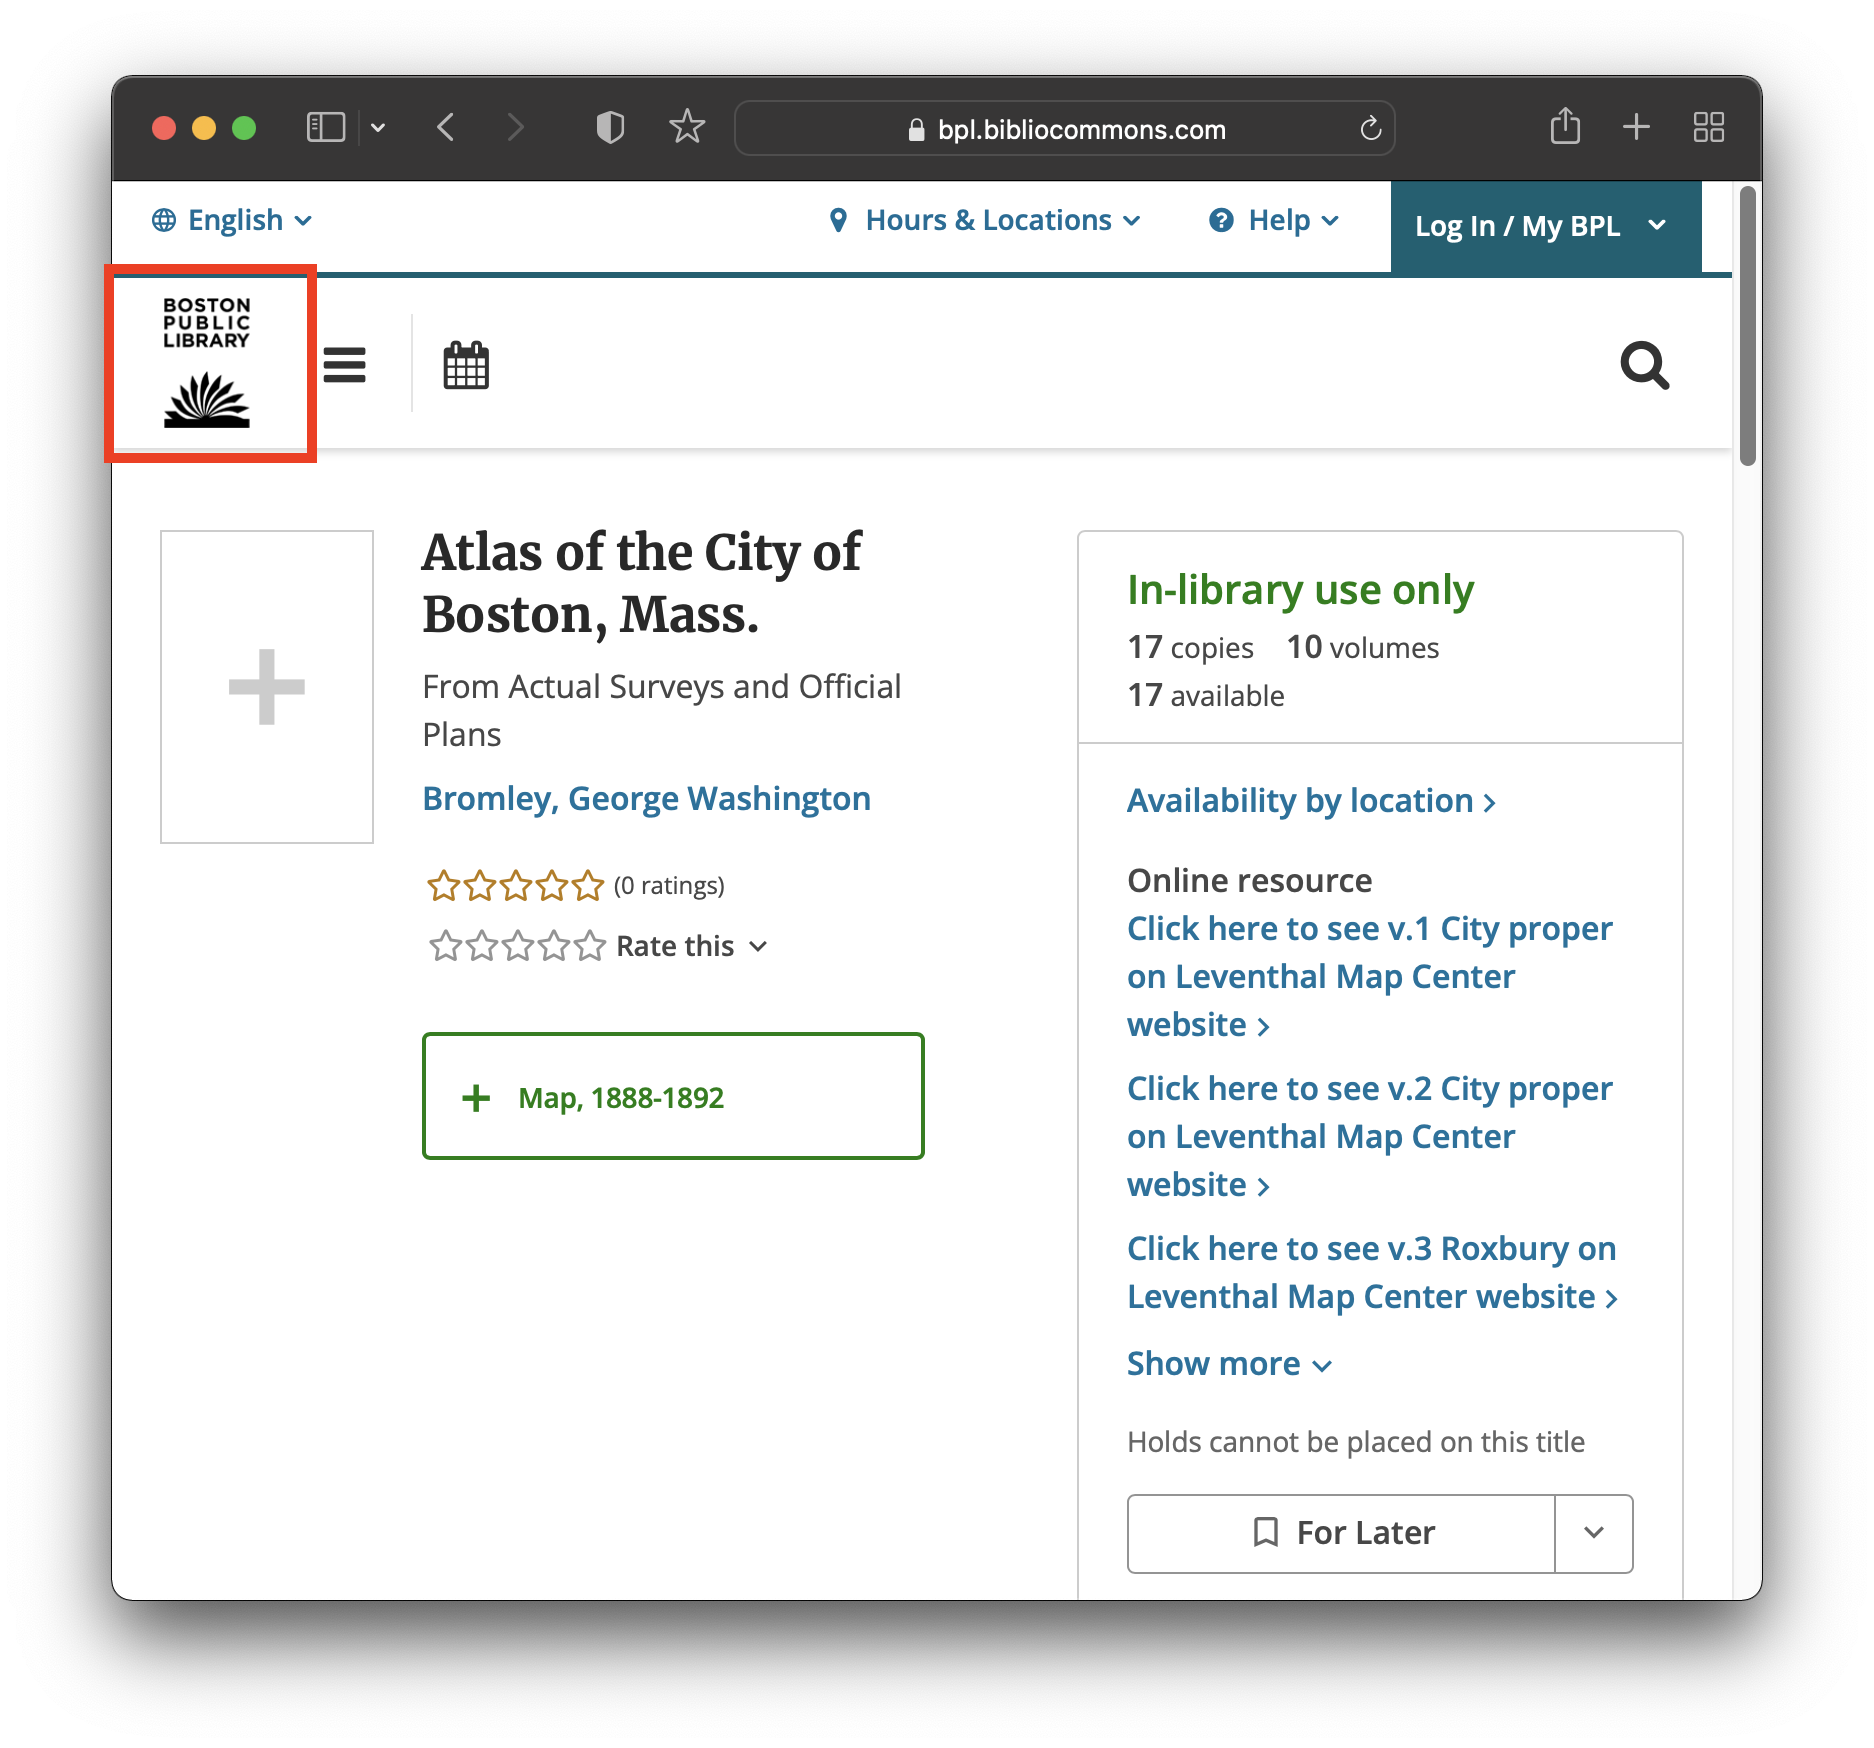 bpl.bibliocommons.com
English
Hours & Locations
Help
Log In / My BPL
BOSTON
PUBLIC
LIBRARY
Atlas of the City of
Boston, Mass.
From Actual Surveys and Official
Plans
Bromley, George Washington
(0 ratings)
Rate this
+ Map, 1888-1892
In-library use only
17 copies 10 volumes
17 available
Availability by location >
Online resource
Click here to see v.1 City proper
on Leventhal Map Center
website >
Click here to see v.2 City proper
on Leventhal Map Center
website >
Click here to see v.3 Roxbury on
Leventhal Map Center website >
Show more
Holds cannot be placed on this title
For Later